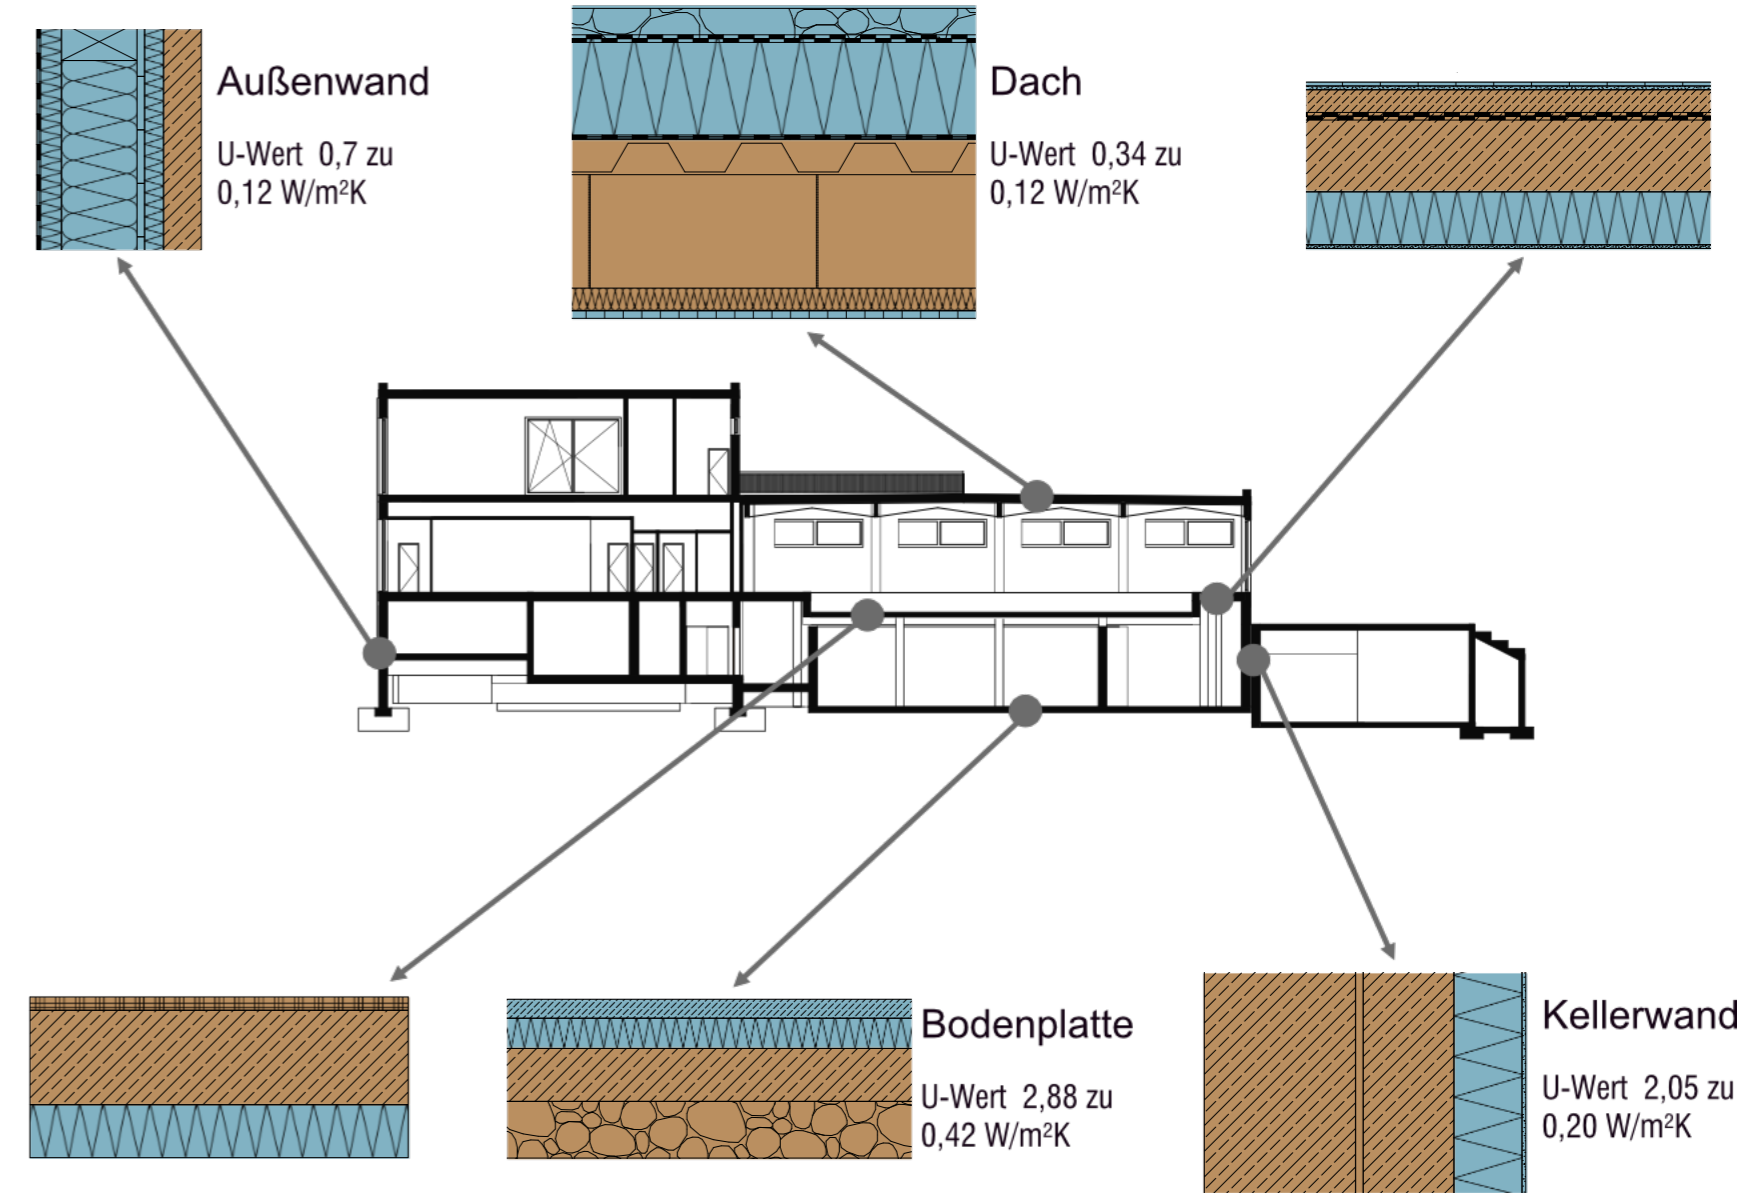 Außenwand
U-Wert 0,7 zu
0,12 W/m²K
Dach
U-Wert 0,34 zu
0,12 W/m²K
Bodenplatte
U-Wert 2,88 zu
0,42 W/m²K
Kellerwand
U-Wert 2,05 zu
0,20 W/m²K